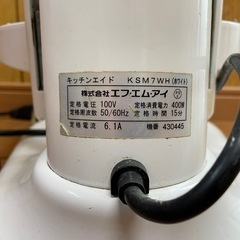 キッチンエイド KSM7WH(ホワイト)
株式会社エフ・エム・アイ
定格電圧 100V 定格消費電力 400W
定格周波数 50/60Hz 定格時間 15分
定格電流 6.1A 機番 430445